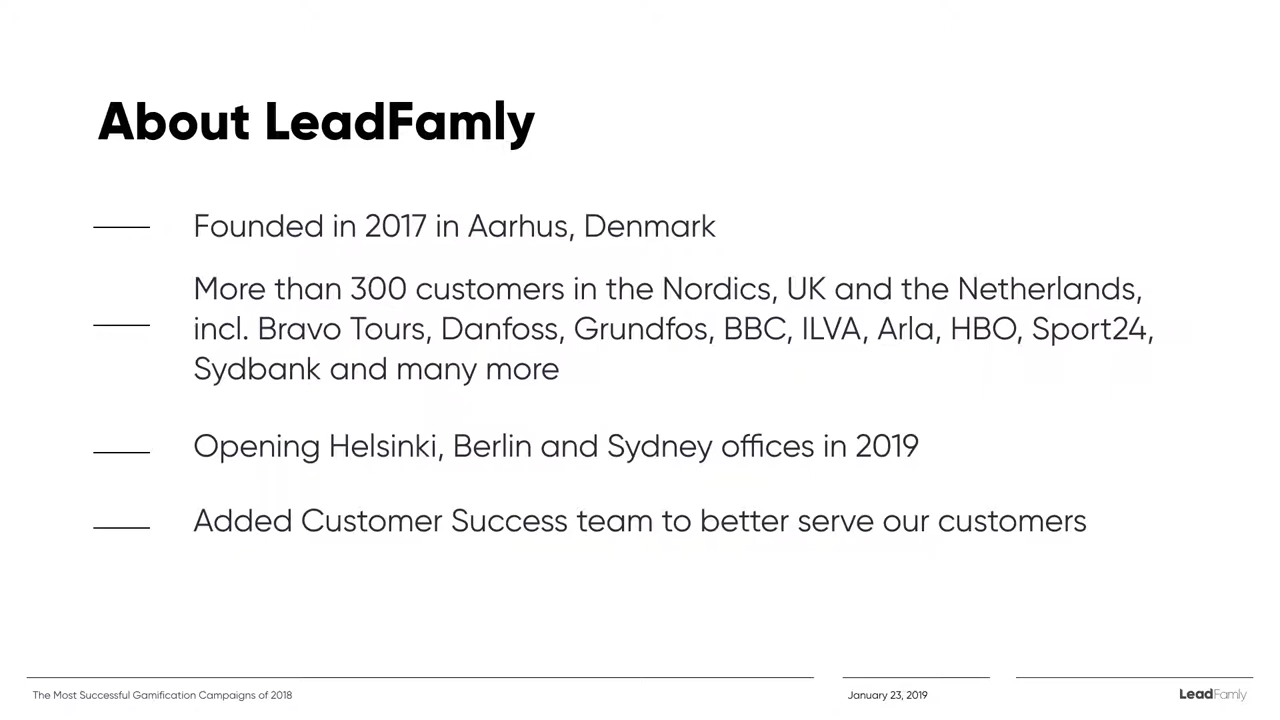 About LeadFamly
Founded in 2017 in Aarhus, Denmark
More than 300 customers in the Nordics, UK and the Netherlands,
incl. Bravo Tours, Danfoss, Grundfos, BBC, ILVA, Arla, HBO, Sport24,
Sydbank and many more
Opening Helsinki, Berlin and Sydney offices in 2019
Added Customer Success team to better serve our customers
The Most Successful Gamification Campaigns of 2018
January 23, 2019
LeadFamly